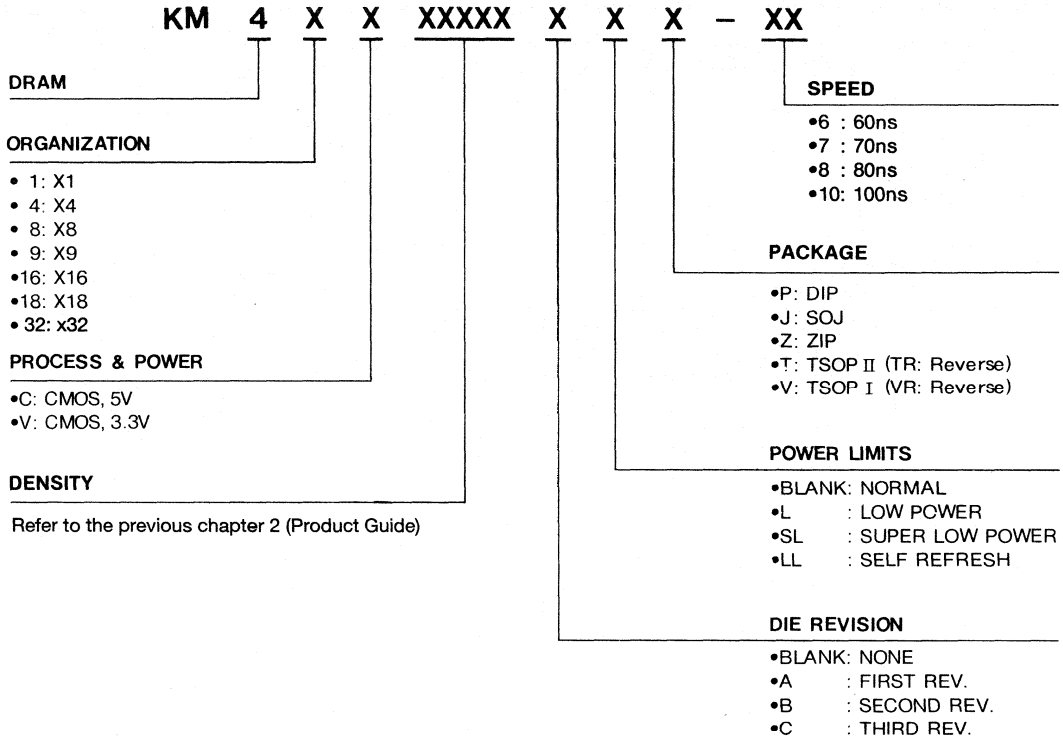 KM 4 X X XXXXX X X X – XX
DRAM
ORGANIZATION
• 1: X1
• 4: X4
• 8: X8
• 9: X9
•16: X16
•18: X18
• 32: x32
PROCESS & POWER
•C: CMOS, 5V
•V: CMOS, 3.3V
DENSITY
Refer to the previous chapter 2 (Product Guide)
SPEED
•6 : 60ns
•7 : 70ns
•8 : 80ns
•10: 100ns
PACKAGE
•P: DIP
•J: SOJ
•Z: ZIP
•T: TSOP II (TR: Reverse)
•V: TSOP I (VR: Reverse)
POWER LIMITS
•BLANK: NORMAL
•L : LOW POWER
•SL : SUPER LOW POWER
•LL : SELF REFRESH
DIE REVISION
•BLANK: NONE
•A : FIRST REV.
•B : SECOND REV.
•C : THIRD REV.